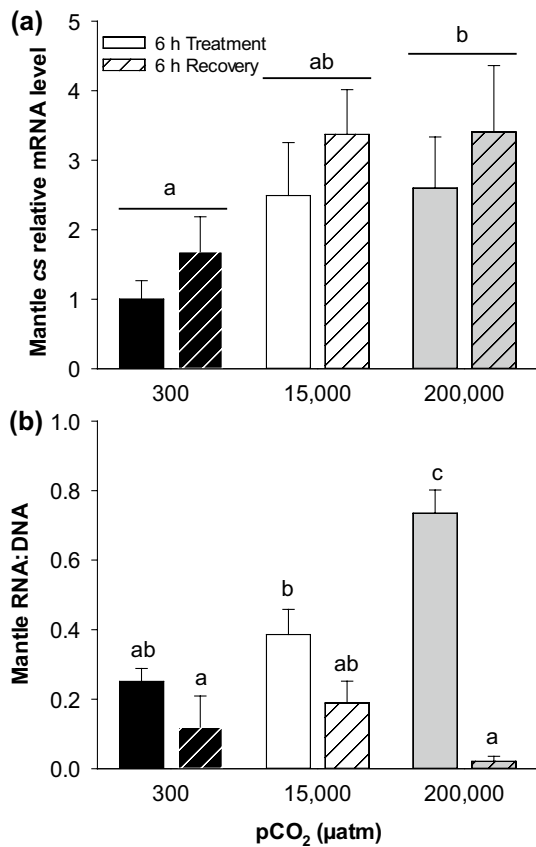 (a)
Mantle cs relative mRNA level
5
4
3
2
1
0
6 h Treatment
6 h Recovery
a
ab
b
300
15,000
200,000
(b)
Mantle RNA:DNA
1.0
0.8
0.6
0.4
0.2
0.0
ab
a
b
ab
c
a
300
15,000
200,000
pCO₂ (µatm)